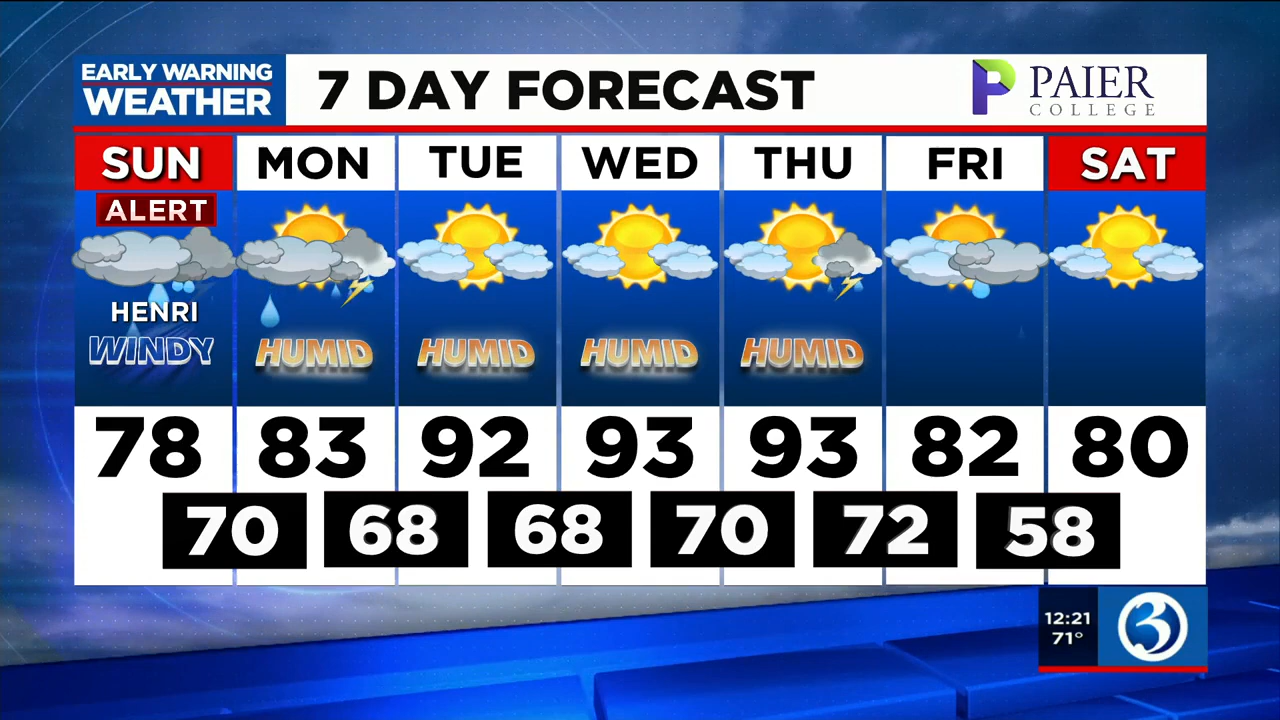 EARLY WARNING
WEATHER
7 DAY FORECAST
PAIER
COLLEGE
SUN MON TUE WED THU FRI SAT
ALERT
HENRI
WINDY HUMID HUMID HUMID HUMID
78 83 92 93 93 82 80
70 68 68 70 72 58
12:21
71°
3